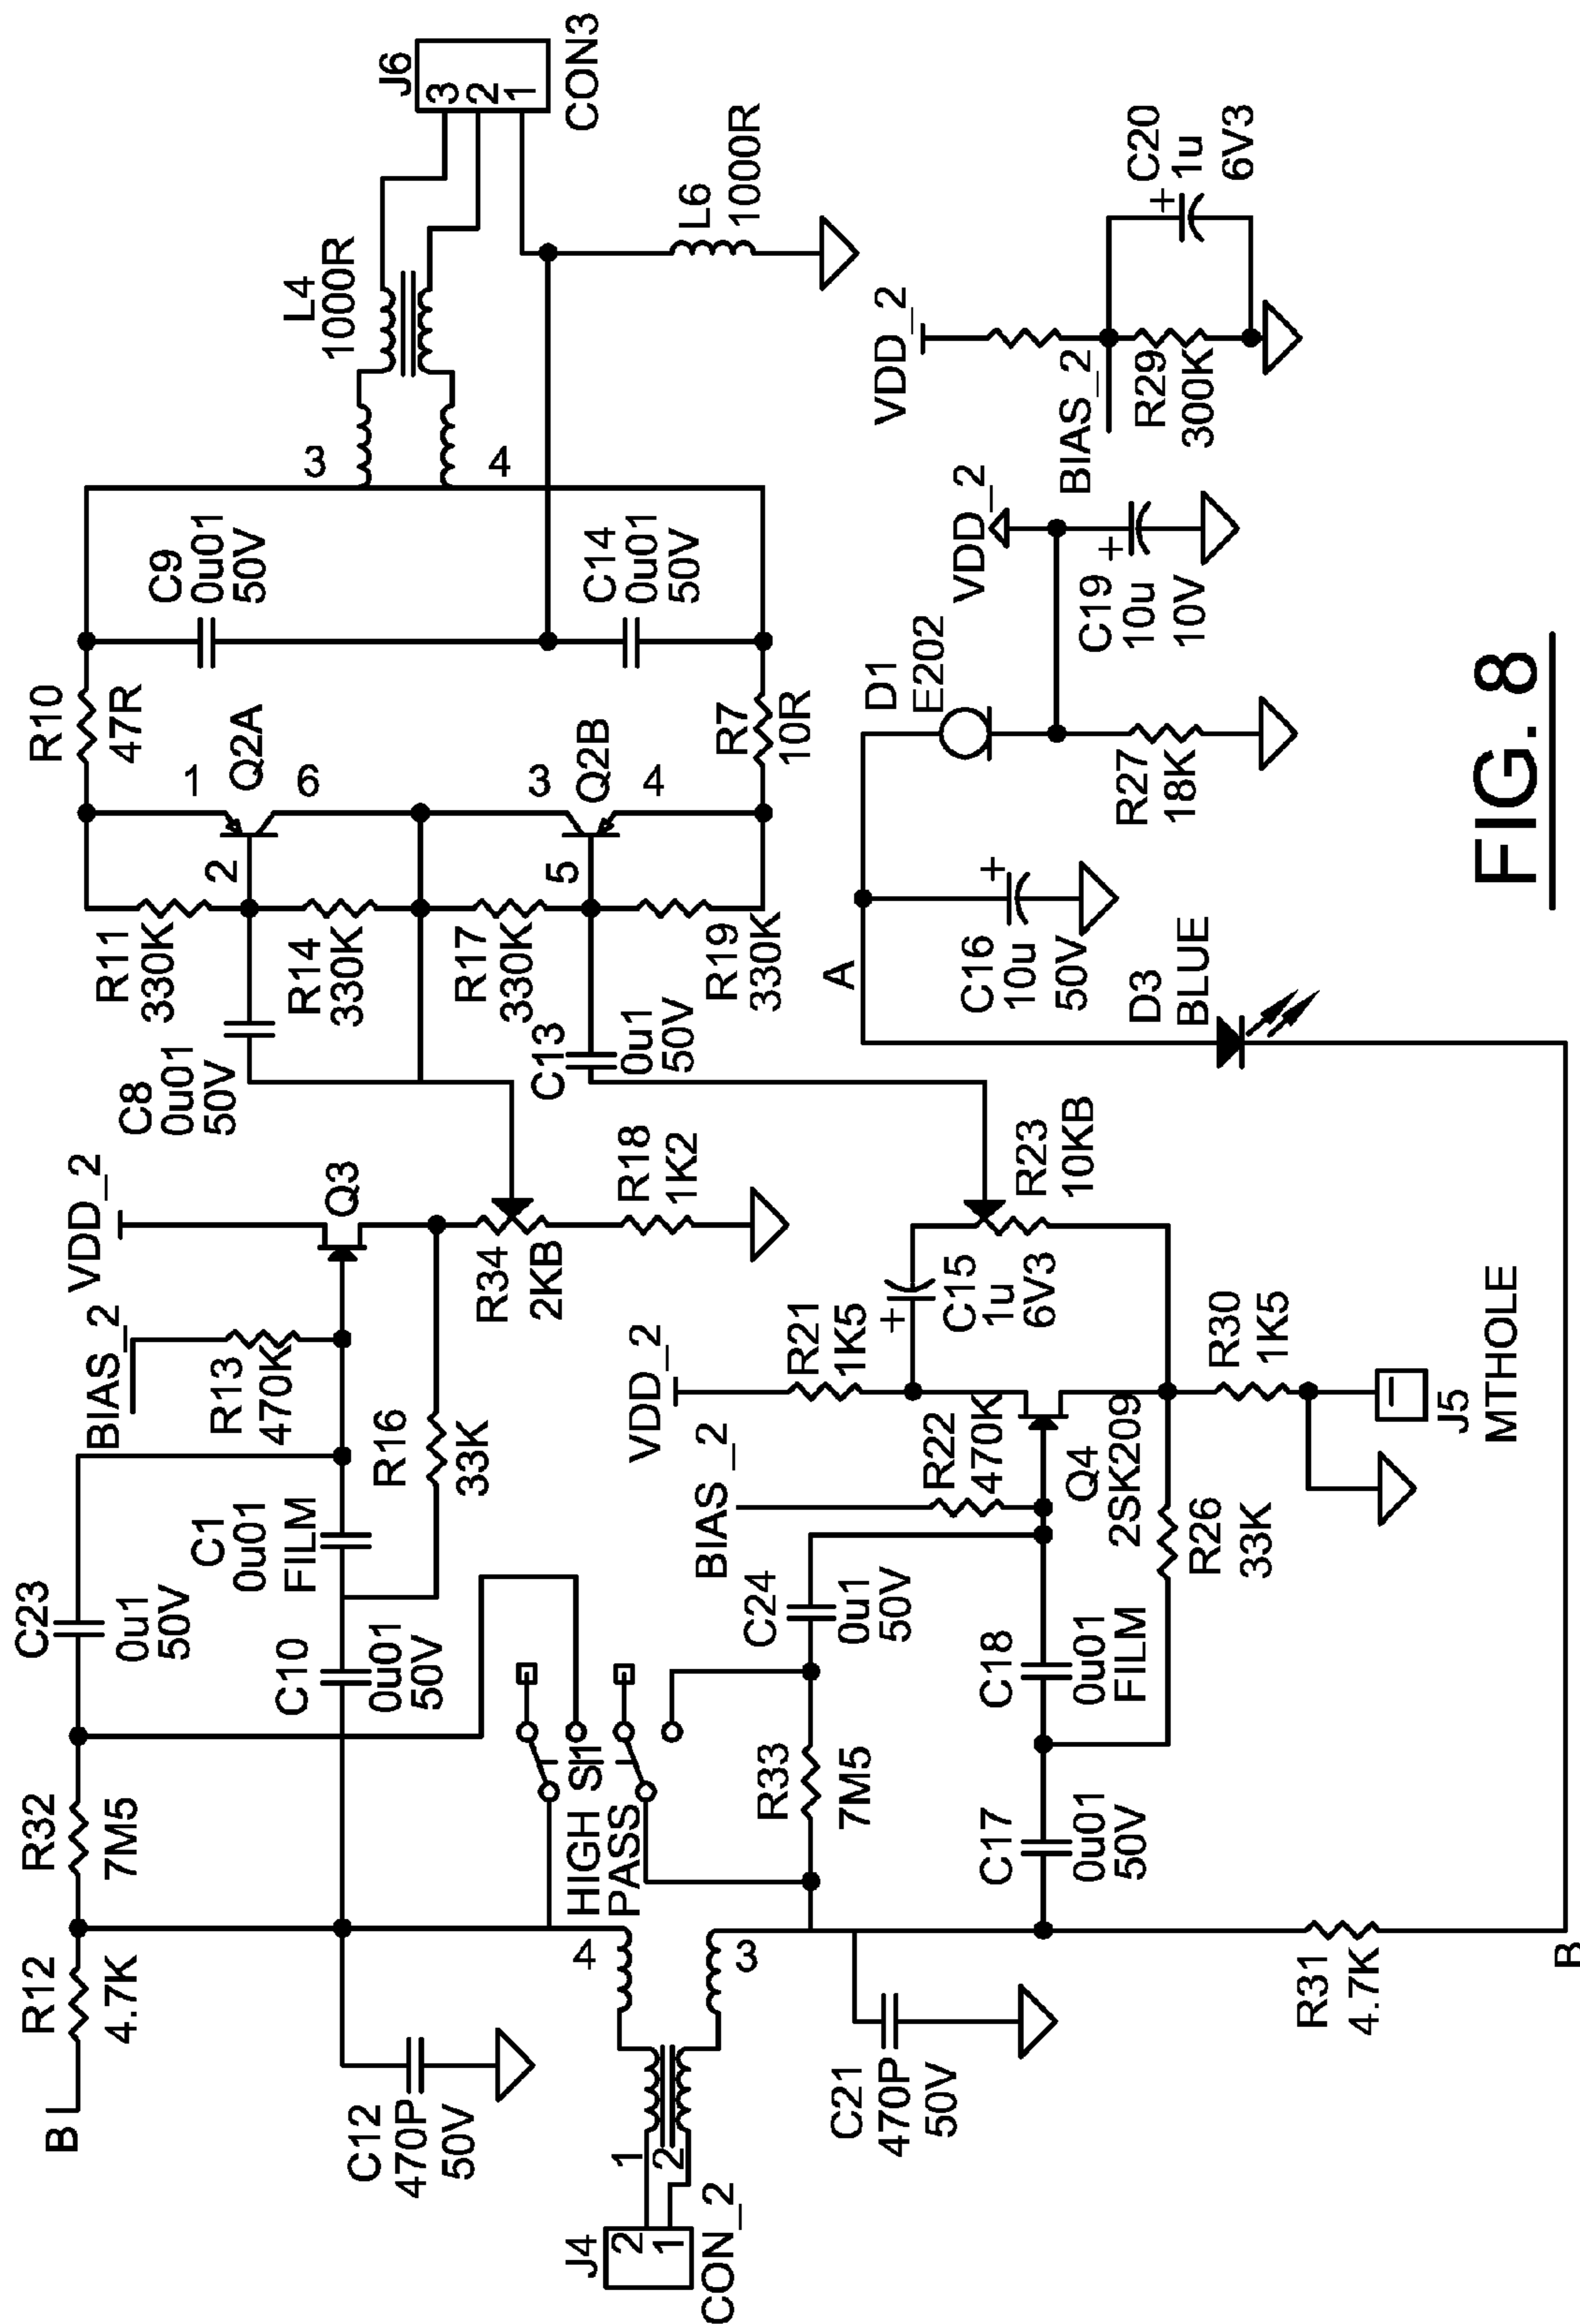 B
R12
4.7K
R32
7M5
C23
0u1
50V
BIAS_2
R13
470K
VDD_2
Q3
C12
470P
50V
C10
0u01
50V
C1
0u01
FILM
R16
33K
R34
2KB
R18
1K2
C8
0u01
50V
R11
330K
R14
330K
R17
330K
R19
330K
C13
0u1
50V
1
Q2A
6
2
3
Q2B
4
5
R10
47R
R7
10R
C9
0u01
50V
C14
0u01
50V
3
4
L4
1000R
J6
3
2
1
CON3
L6
1000R
J4
2
1
CON_2
1
2
4
3
HIGH S1
PASS
R33
7M5
C24
0u1
50V
BIAS_2
R22
470K
VDD_2
R21
1K5
C15
1u
6V3
+
R23
10KB
C21
470P
50V
C17
0u01
50V
C18
0u01
FILM
Q4
2SK209
R26
33K
R30
1K5
J5
MTHOLE
R31
4.7K
B
A
D3
BLUE
C16
10u
50V
+
D1
E202
R27
18K
VDD_2
C19
10u
10V
+
VDD_2
BIAS_2
R29
300K
C20
1u
6V3
+
FIG. 8